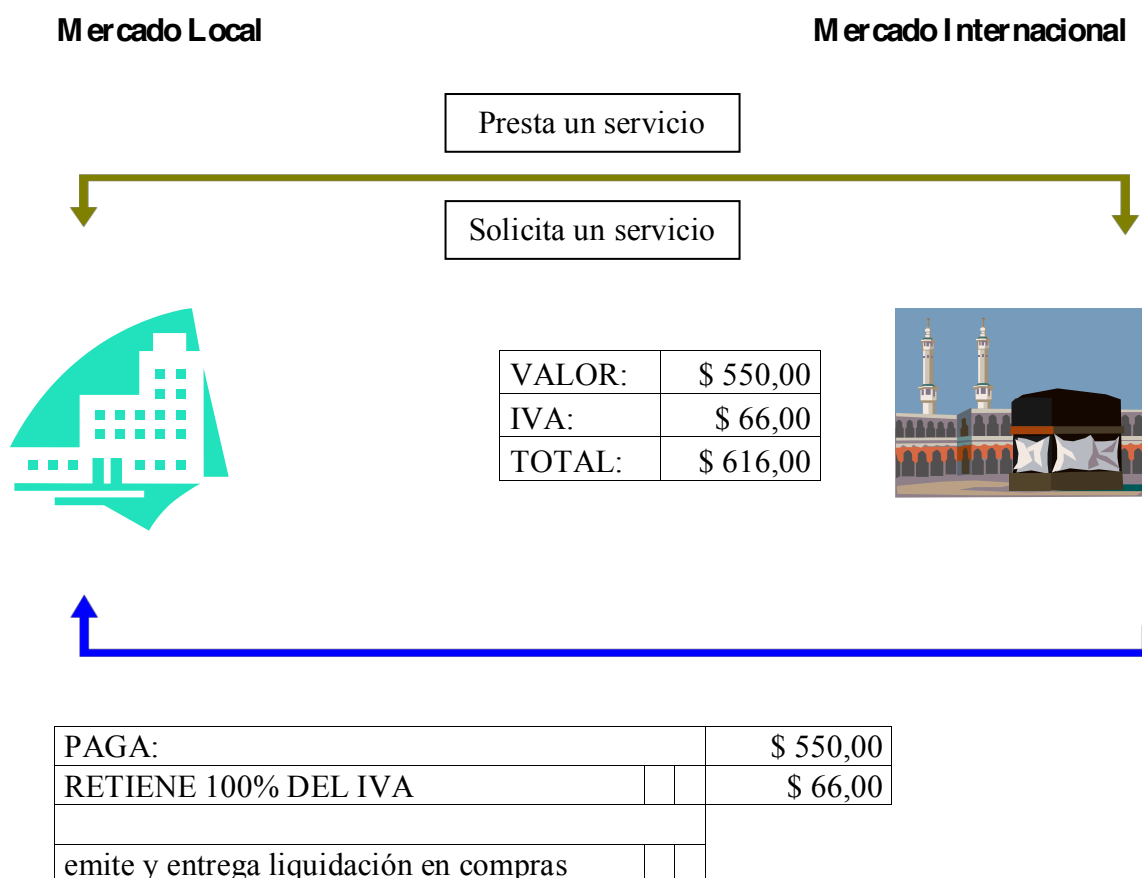 Mercado Local Mercado Internacional
Presta un servicio
Solicita un servicio
VALOR: $ 550,00
IVA: $ 66,00
TOTAL: $ 616,00
PAGA: $ 550,00
RETIENE 100% DEL IVA $ 66,00
emite y entrega liquidación en compras